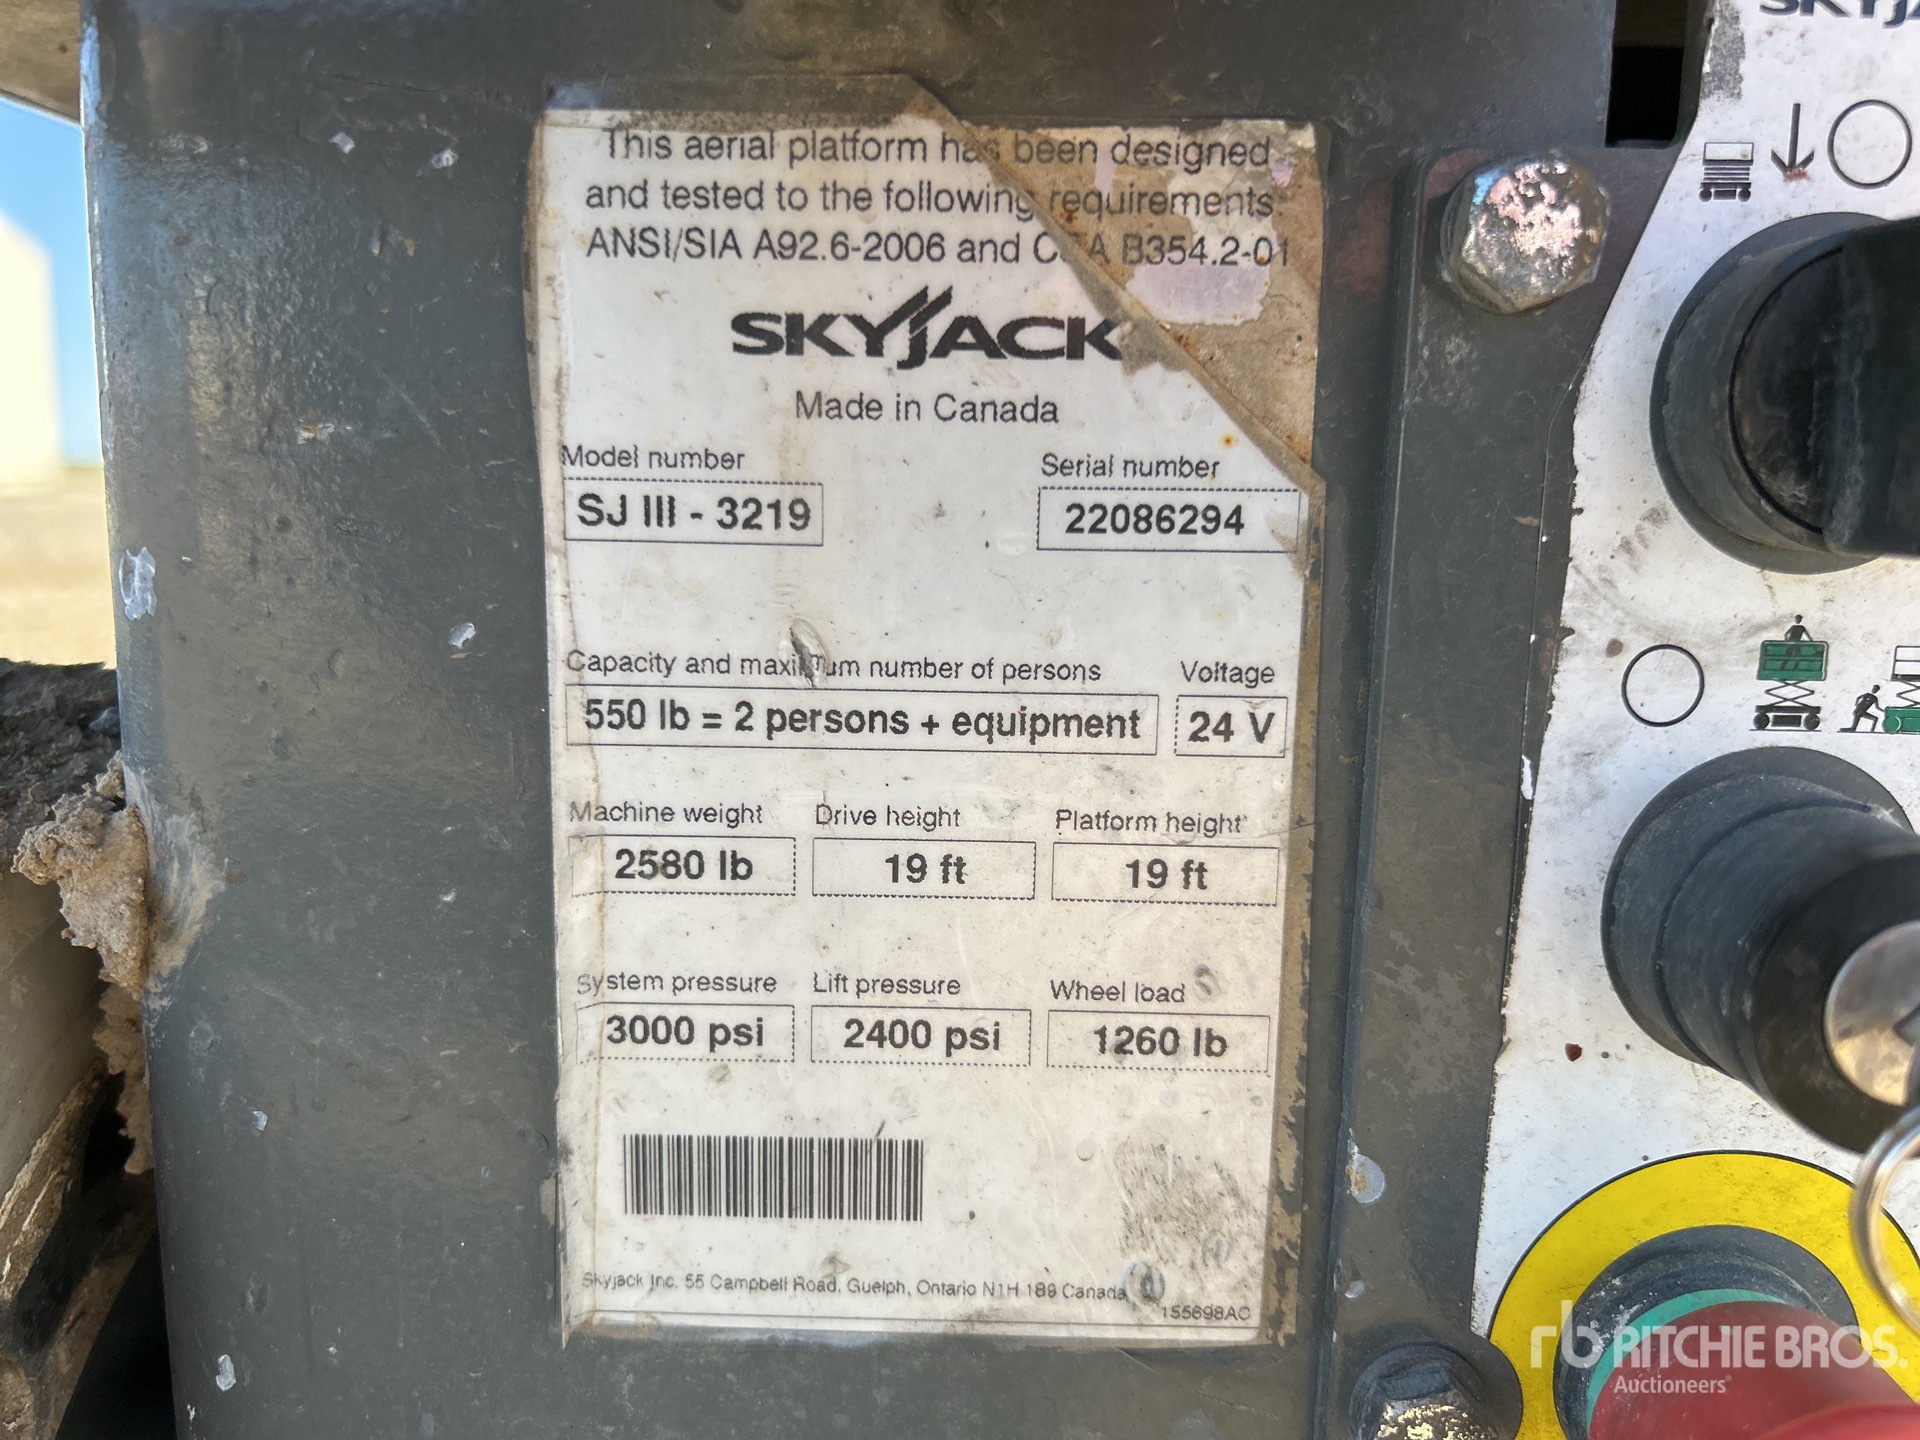 This aerial platform has been designed
and tested to the following requirements:
ANSI/SIA A92.6-2006 and CSA B354.2-01
SKYJACK
Made in Canada
Model number
SJ III - 3219
Serial number
22086294
Capacity and maximum number of persons
550 lb = 2 persons + equipment
Voltage
24 V
Machine weight
2580 lb
Drive height
19 ft
Platform height
19 ft
System pressure
3000 psi
Lift pressure
2400 psi
Wheel load
1260 lb
Skyjack Inc. 55 Campbell Road, Guelph, Ontario N1H 1B9 Canada
155698AC
rb RITCHIE BROS.
Auctioneers